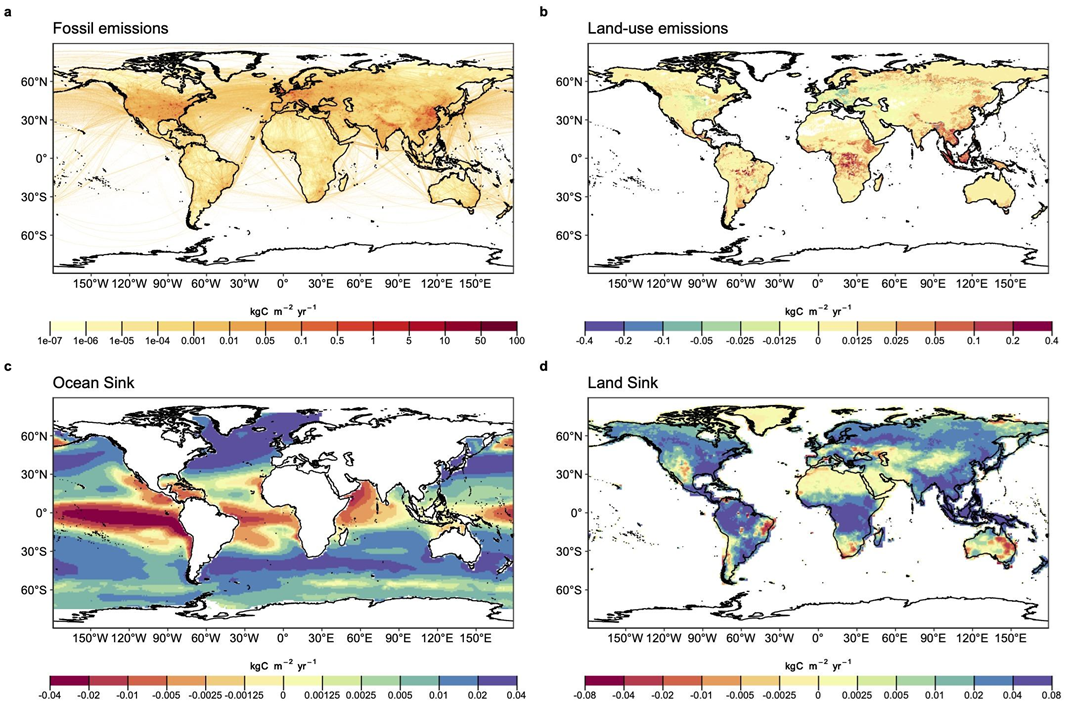 a
Fossil emissions
60°N
30°N
0°
30°S
60°S
150°W 120°W 90°W 60°W 30°W 0° 30°E 60°E 90°E 120°E 150°E
kgC m−2 yr−1
1e-07 1e-06 1e-05 1e-04 0.001 0.01 0.05 0.1 0.5 1 5 10 50 100
b
Land-use emissions
60°N
30°N
0°
30°S
60°S
150°W 120°W 90°W 60°W 30°W 0° 30°E 60°E 90°E 120°E 150°E
kgC m−2 yr−1
-0.4 -0.2 -0.1 -0.05 -0.025 -0.0125 0 0.0125 0.025 0.05 0.1 0.2 0.4
c
Ocean Sink
60°N
30°N
0°
30°S
60°S
150°W 120°W 90°W 60°W 30°W 0° 30°E 60°E 90°E 120°E 150°E
kgC m−2 yr−1
-0.04 -0.02 -0.01 -0.005 -0.0025 -0.00125 0 0.00125 0.0025 0.005 0.01 0.02 0.04
d
Land Sink
60°N
30°N
0°
30°S
60°S
150°W 120°W 90°W 60°W 30°W 0° 30°E 60°E 90°E 120°E 150°E
kgC m−2 yr−1
-0.08 -0.04 -0.02 -0.01 -0.005 -0.0025 0 0.0025 0.005 0.01 0.02 0.04 0.08